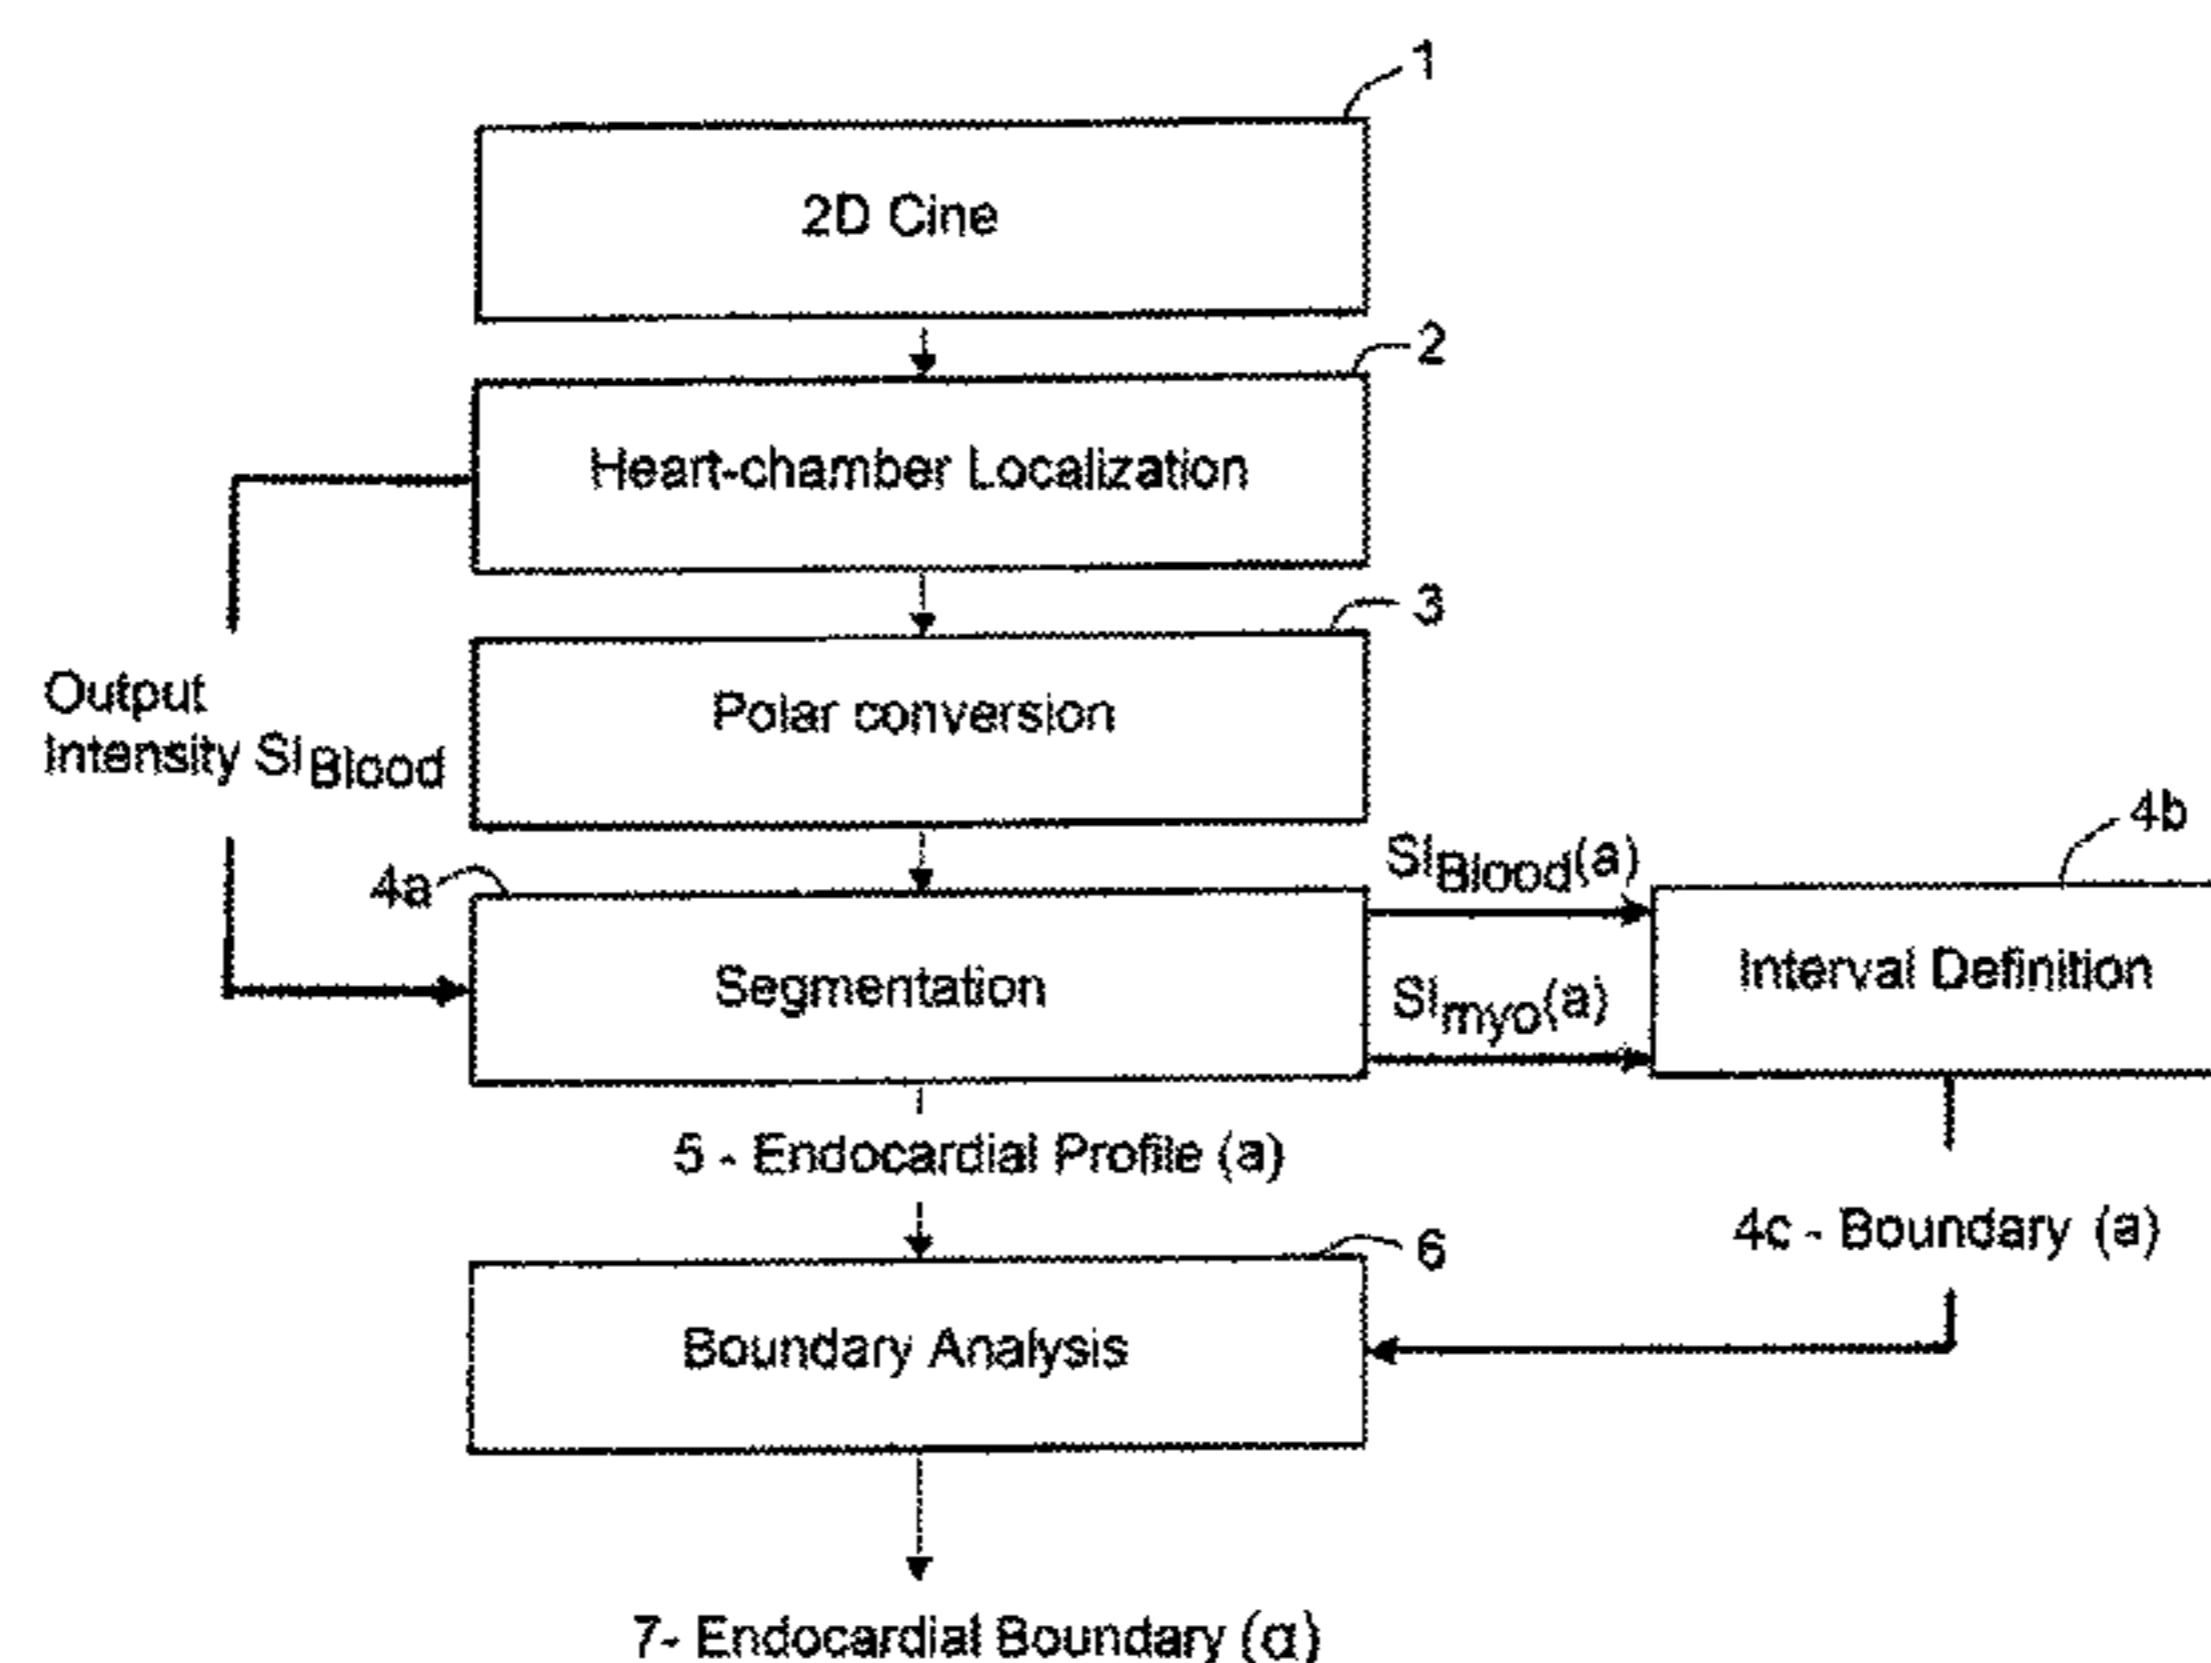 1
2D Cine
2
Heart-chamber Localization
3
Output
Intensity SIBlood
Polar conversion
4a
SIBlood(a)
4b
Segmentation
SImyo(a)
Interval Definition
5 - Endocardial Profile (a)
4c - Boundary (a)
6
Boundary Analysis
7- Endocardial Boundary (α)